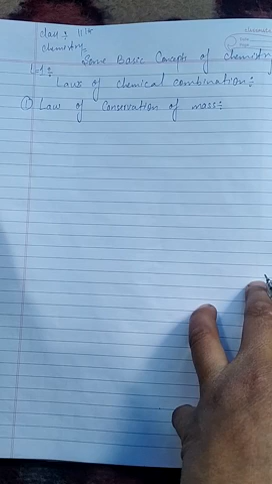 class : 11th
Chemistry
classmate
Some Basic Concepts of chemistry
L-1 :
Laws of chemical combination :
① Law of Conservation of mass :